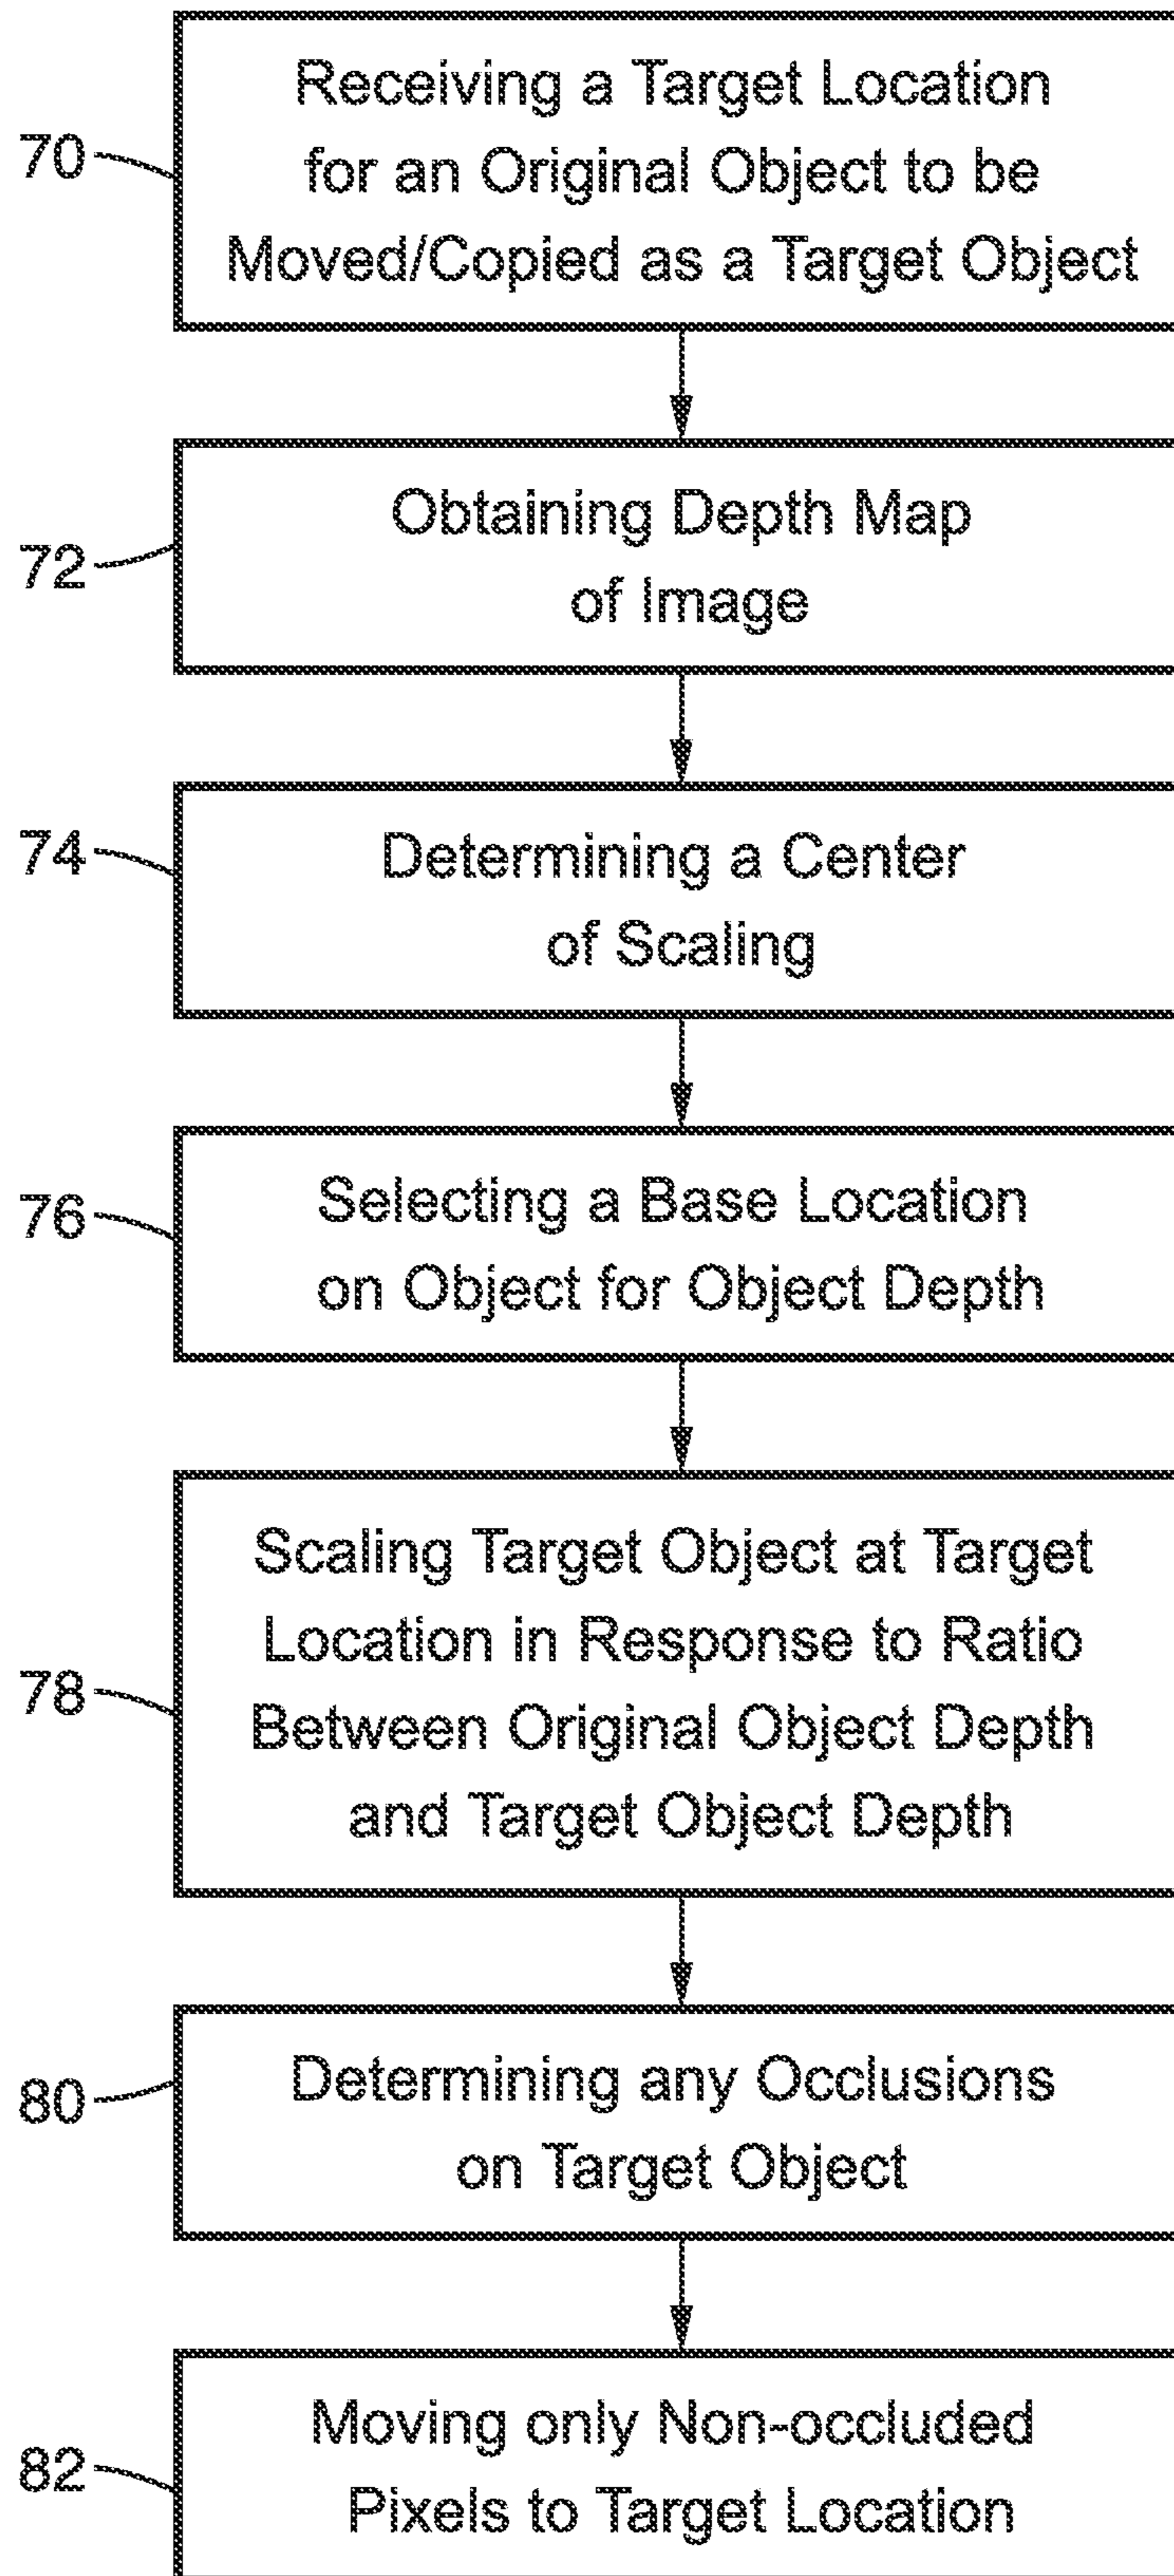 70
Receiving a Target Location
for an Original Object to be
Moved/Copied as a Target Object
72
Obtaining Depth Map
of Image
74
Determining a Center
of Scaling
76
Selecting a Base Location
on Object for Object Depth
78
Scaling Target Object at Target
Location in Response to Ratio
Between Original Object Depth
and Target Object Depth
80
Determining any Occlusions
on Target Object
82
Moving only Non-occluded
Pixels to Target Location